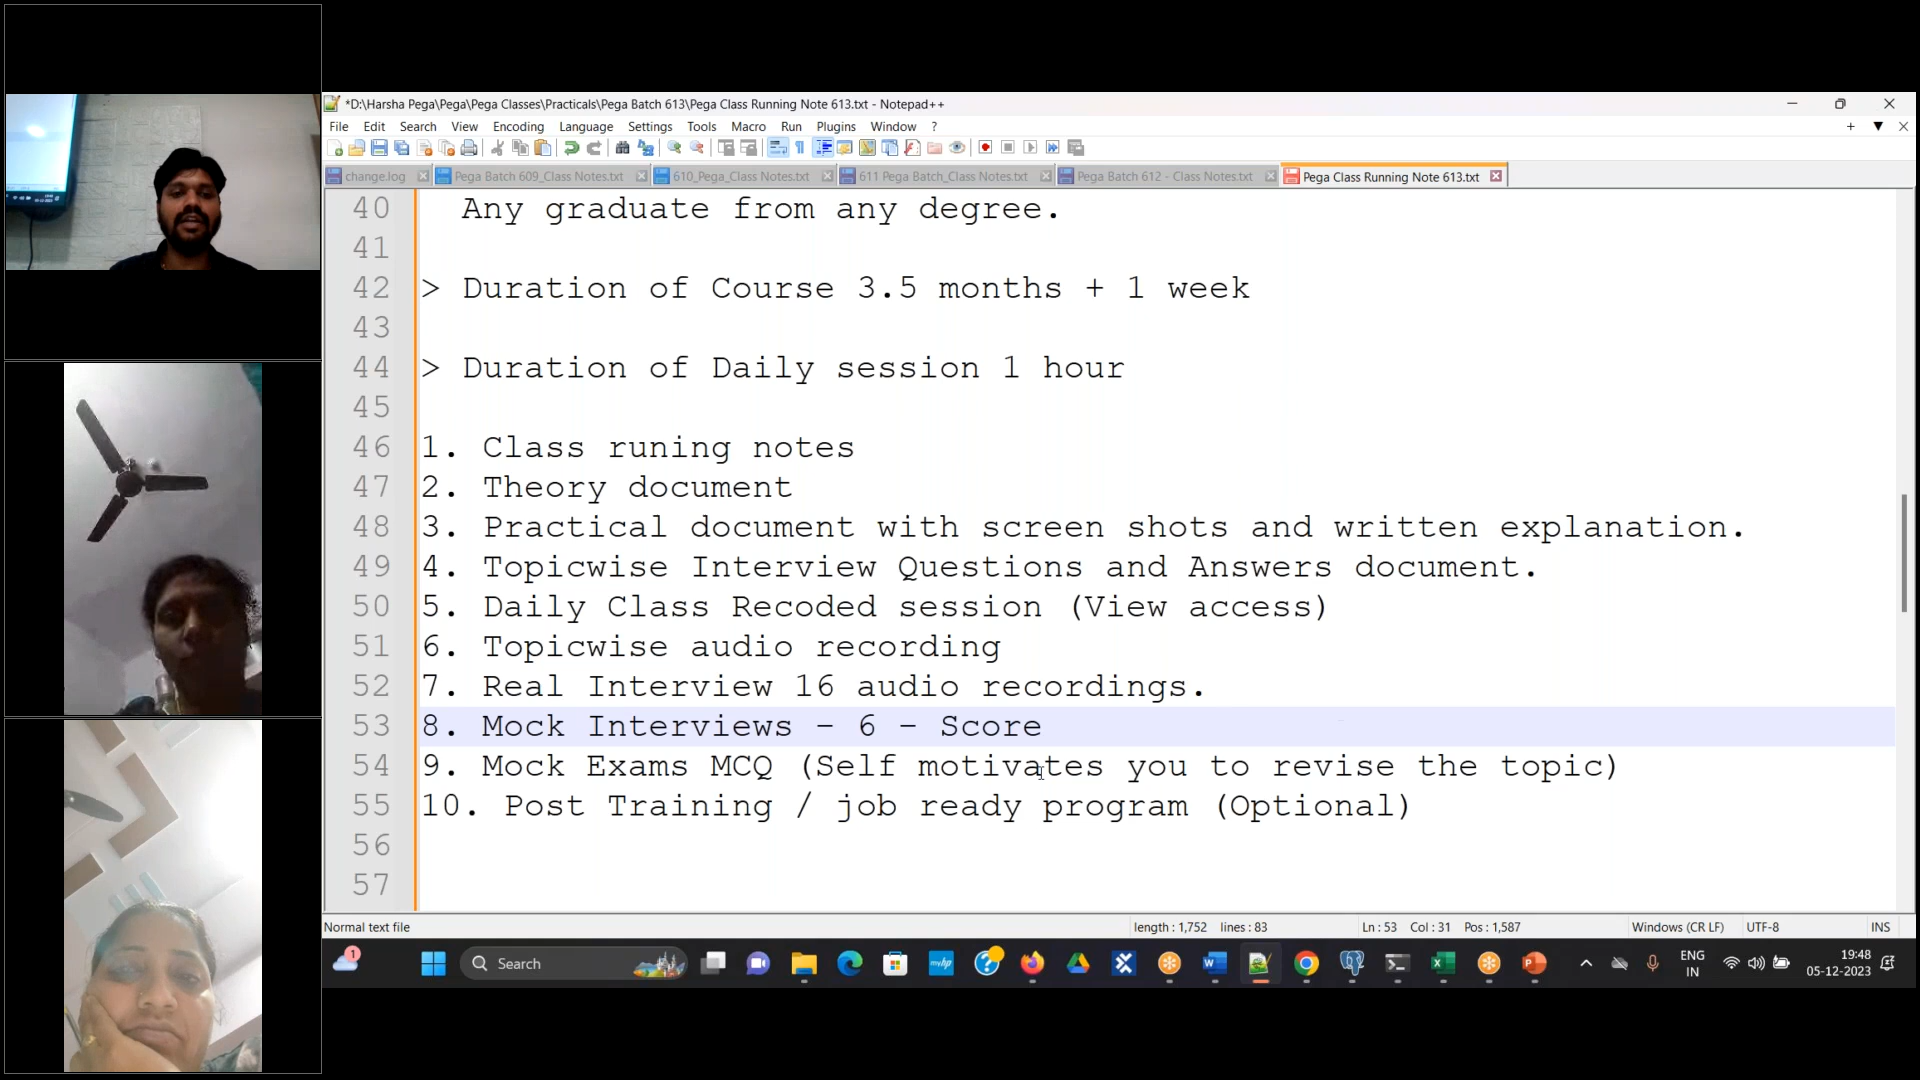 *D:\Harsha Pega\Pega\Pega Classes\Practicals\Pega Batch 613\Pega Class Running Note 613.txt - Notepad++
File Edit Search View Encoding Language Settings Tools Macro Run Plugins Window ?
change.log Pega Batch 609_Class Notes.txt 610_Pega_Class Notes.txt 611 Pega Batch_Class Notes.txt Pega Batch 612 - Class Notes.txt Pega Class Running Note 613.txt
40 Any graduate from any degree.
41
42 > Duration of Course 3.5 months + 1 week
43
44 > Duration of Daily session 1 hour
45
46 1. Class runing notes
47 2. Theory document
48 3. Practical document with screen shots and written explanation.
49 4. Topicwise Interview Questions and Answers document.
50 5. Daily Class Recoded session (View access)
51 6. Topicwise audio recording
52 7. Real Interview 16 audio recordings.
53 8. Mock Interviews - 6 - Score
54 9. Mock Exams MCQ (Self motivates you to revise the topic)
55 10. Post Training / job ready program (Optional)
56
57
Normal text file length : 1,752 lines : 83 Ln : 53 Col : 31 Pos : 1,587 Windows (CR LF) UTF-8 INS
1 Search myhp ENG 19:48
IN 05-12-2023